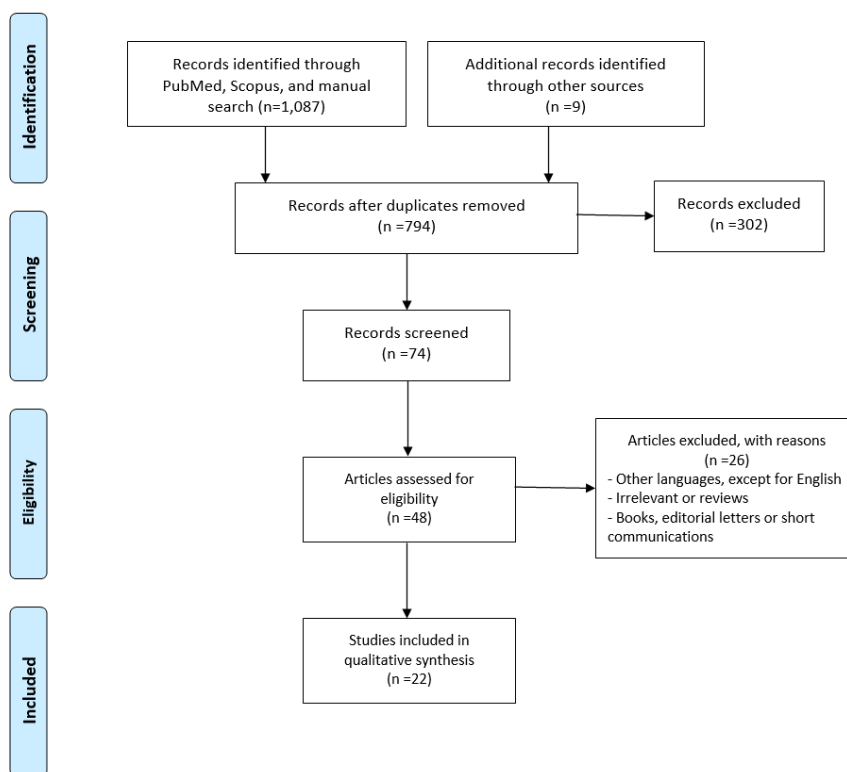 Identification
Records identified through
PubMed, Scopus, and manual
search (n=1,087)
Additional records identified
through other sources
(n =9)
Records after duplicates removed
(n =794)
Records excluded
(n =302)
Screening
Records screened
(n =74)
Eligibility
Articles assessed for
eligibility
(n =48)
Articles excluded, with reasons
(n =26)
- Other languages, except for English
- Irrelevant or reviews
- Books, editorial letters or short
communications
Included
Studies included in
qualitative synthesis
(n =22)